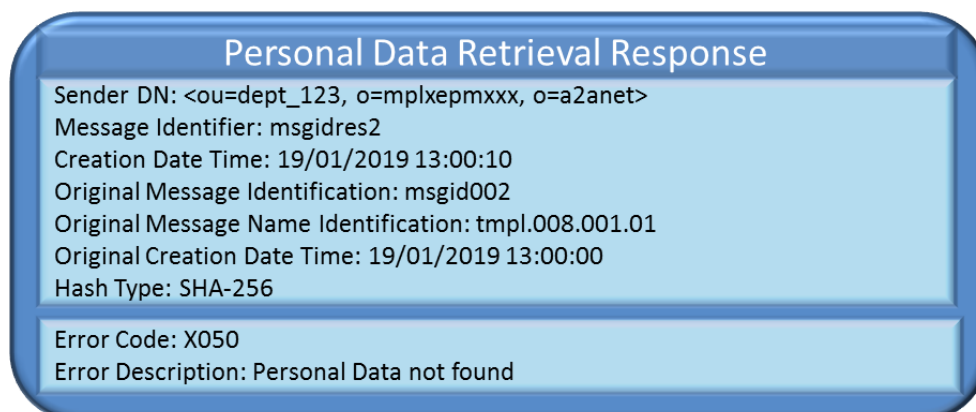 Personal Data Retrieval Response
Sender DN: <ou=dept_123, o=mplxepmxxx, o=a2anet>
Message Identifier: msgidres2
Creation Date Time: 19/01/2019 13:00:10
Original Message Identification: msgid002
Original Message Name Identification: tmpl.008.001.01
Original Creation Date Time: 19/01/2019 13:00:00
Hash Type: SHA-256
Error Code: X050
Error Description: Personal Data not found